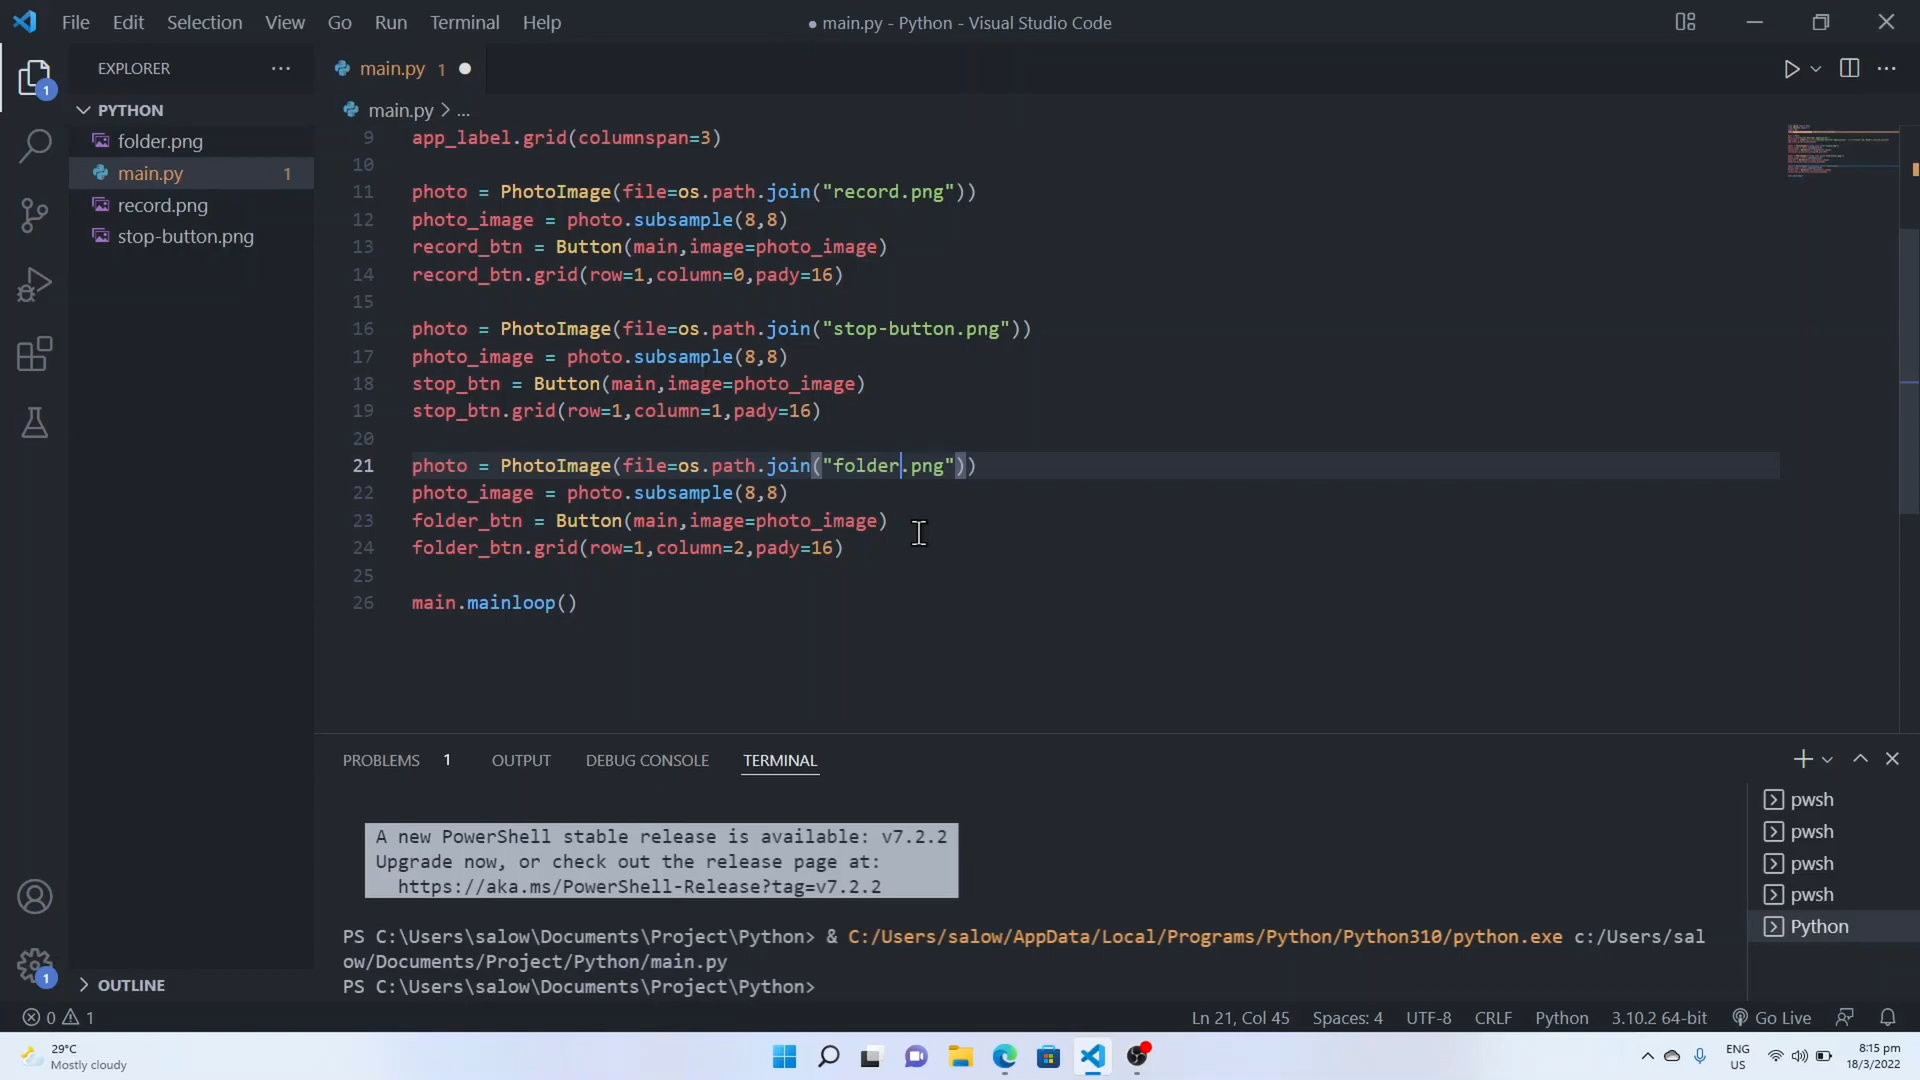 File Edit Selection View Go Run Terminal Help
● main.py - Python - Visual Studio Code
EXPLORER ...
main.py 1
1
PYTHON
main.py > ...
folder.png
main.py 1
record.png
stop-button.png
9 app_label.grid(columnspan=3)
10
11 photo = PhotoImage(file=os.path.join("record.png"))
12 photo_image = photo.subsample(8,8)
13 record_btn = Button(main,image=photo_image)
14 record_btn.grid(row=1,column=0,pady=16)
15
16 photo = PhotoImage(file=os.path.join("stop-button.png"))
17 photo_image = photo.subsample(8,8)
18 stop_btn = Button(main,image=photo_image)
19 stop_btn.grid(row=1,column=1,pady=16)
20
21 photo = PhotoImage(file=os.path.join("folder.png"))
22 photo_image = photo.subsample(8,8)
23 folder_btn = Button(main,image=photo_image)
24 folder_btn.grid(row=1,column=2,pady=16)
25
26 main.mainloop()
PROBLEMS 1 OUTPUT DEBUG CONSOLE TERMINAL
A new PowerShell stable release is available: v7.2.2
Upgrade now, or check out the release page at:
https://aka.ms/PowerShell-Release?tag=v7.2.2
PS C:\Users\salow\Documents\Project\Python> & C:/Users/salow/AppData/Local/Programs/Python/Python310/python.exe c:/Users/sal
ow/Documents/Project/Python/main.py
PS C:\Users\salow\Documents\Project\Python>
pwsh
pwsh
pwsh
pwsh
Python
1
OUTLINE
0 1
Ln 21, Col 45 Spaces: 4 UTF-8 CRLF Python 3.10.2 64-bit Go Live
29°C
Mostly cloudy
ENG
US
8:15 pm
18/3/2022